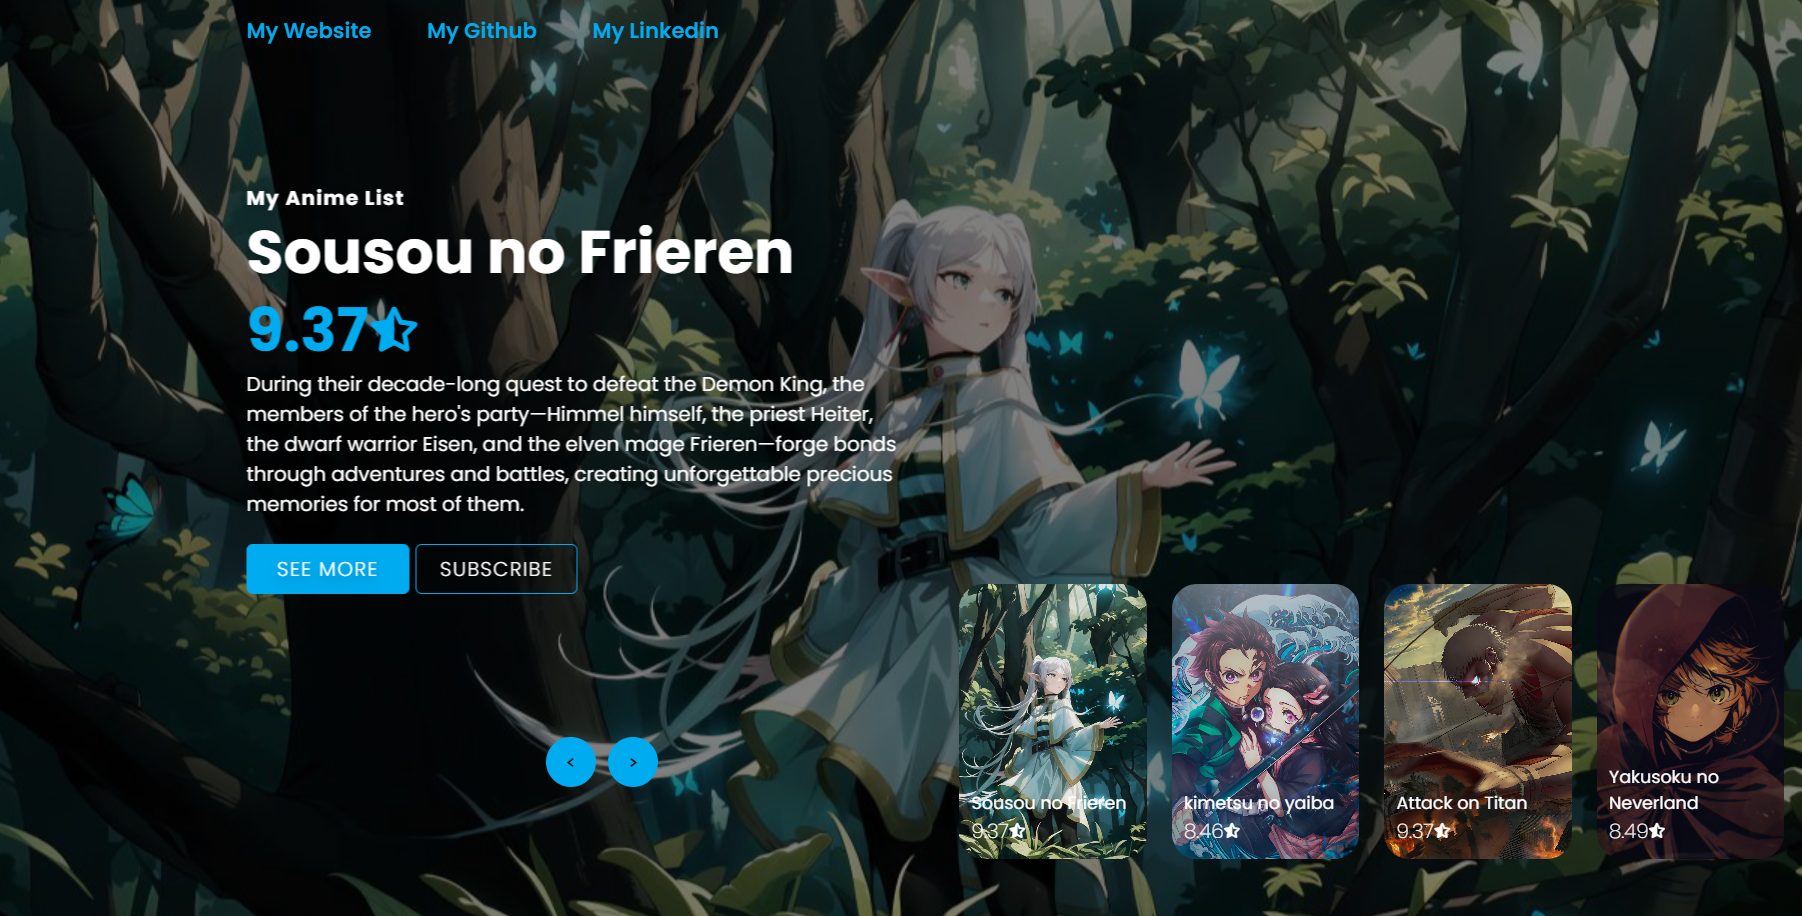 My Website My Github My Linkedin
My Anime List
Sousou no Frieren
9.37
During their decade-long quest to defeat the Demon King, the
members of the hero's party—Himmel himself, the priest Heiter,
the dwarf warrior Eisen, and the elven mage Frieren—forge bonds
through adventures and battles, creating unforgettable precious
memories for most of them.
SEE MORE SUBSCRIBE
< >
Sousou no Frieren
9.37
kimetsu no yaiba
8.46
Attack on Titan
9.37
Yakusoku no
Neverland
8.49